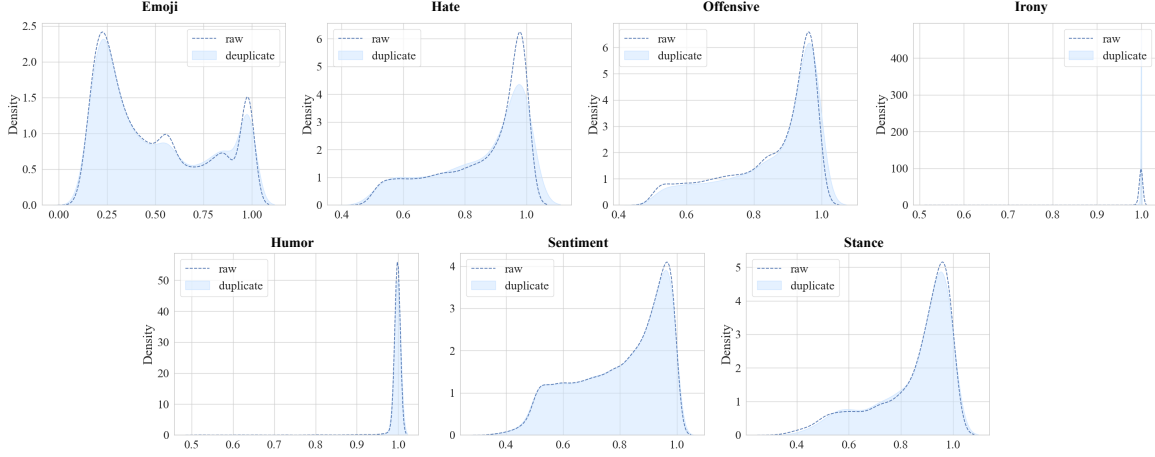 Emoji
Density
2.5
2.0
1.5
1.0
0.5
0.0
0.00 0.25 0.50 0.75 1.00
raw
deuplicate
Hate
Density
6
5
4
3
2
1
0
0.4 0.6 0.8 1.0
raw
duplicate
Offensive
Density
6
5
4
3
2
1
0
0.4 0.6 0.8 1.0
raw
duplicate
Irony
Density
400
300
200
100
0
0.5 0.6 0.7 0.8 0.9 1.0
raw
duplicate
Humor
Density
50
40
30
20
10
0
0.5 0.6 0.7 0.8 0.9 1.0
raw
duplicate
Sentiment
Density
4
3
2
1
0
0.4 0.6 0.8 1.0
raw
duplicate
Stance
Density
5
4
3
2
1
0
0.4 0.6 0.8 1.0
raw
duplicate